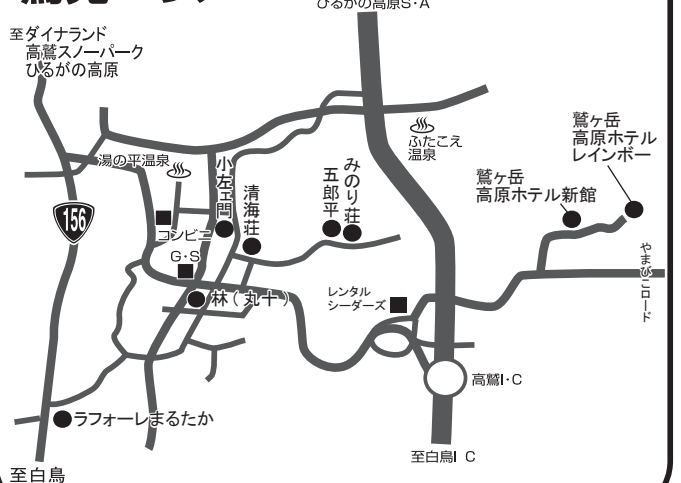 ひるがの高原S・A
至ダイナランド
高鷲スノーパーク
ひるがの高原
湯の平温泉
156
コンビニ
G・S
小左ェ門
清海荘
五郎平
みのり荘
ふたこえ
温泉
鷲ヶ岳
高原ホテル
レインボー
鷲ヶ岳
高原ホテル新館
やまびこロード
林(丸十)
レンタル
シーダーズ
高鷲I・C
ラフォーレまるたか
至白鳥
至白鳥I C